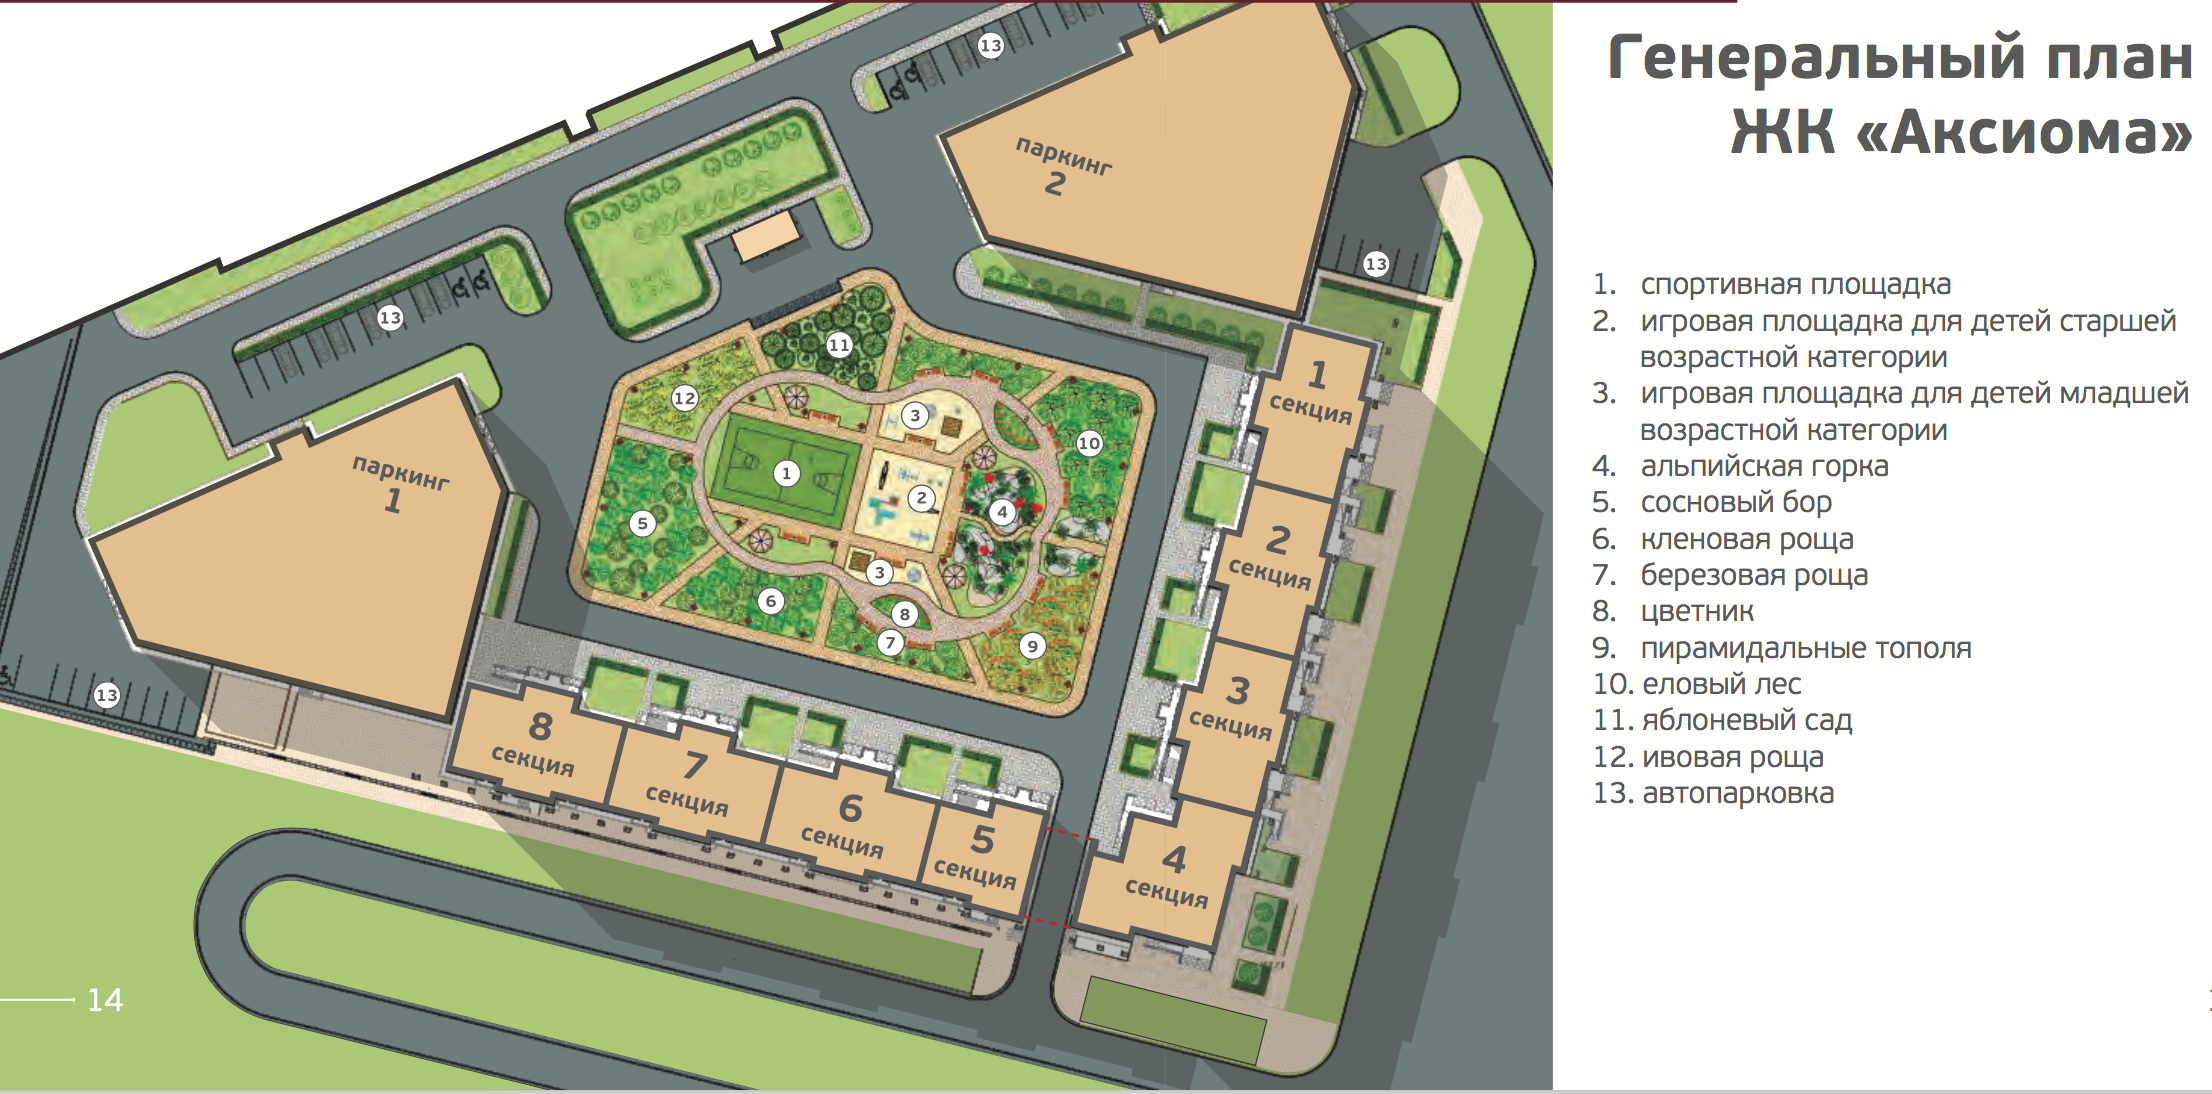 Генеральный план
ЖК «Аксиома»
1. спортивная площадка
2. игровая площадка для детей старшей
возрастной категории
3. игровая площадка для детей младшей
возрастной категории
4. альпийская горка
5. сосновый бор
6. кленовая роща
7. березовая роща
8. цветник
9. пирамидальные тополя
10. еловый лес
11. яблоневый сад
12. ивовая роща
13. автопарковка
13
паркинг
2
13
13
11
12
3
10
1
2
4
5
3
6
8
7
9
паркинг
1
13
1
секция
2
секция
3
секция
4
секция
5
секция
6
секция
7
секция
8
секция
14